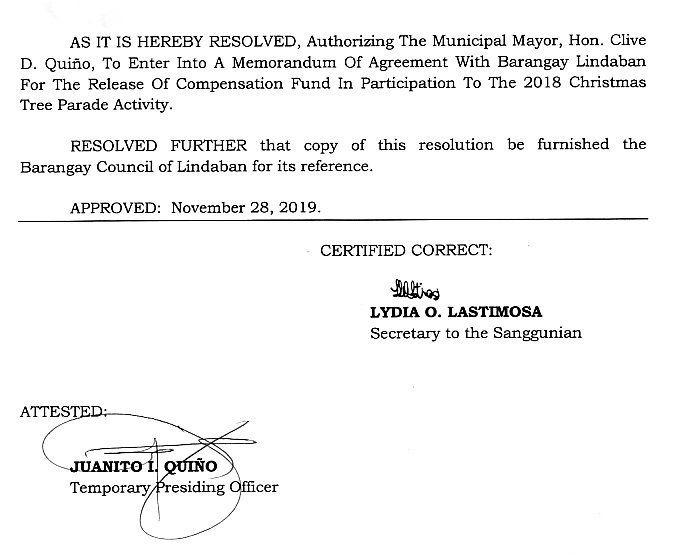 AS IT IS HEREBY RESOLVED, Authorizing The Municipal Mayor, Hon. Clive
D. Quiño, To Enter Into A Memorandum Of Agreement With Barangay Lindaban
For The Release Of Compensation Fund In Participation To The 2018 Christmas
Tree Parade Activity.
RESOLVED FURTHER that copy of this resolution be furnished the
Barangay Council of Lindaban for its reference.
APPROVED: November 28, 2019.
CERTIFIED CORRECT:
LYDIA O. LASTIMOSA
Secretary to the Sanggunian
ATTESTED:
JUANITO I. QUIÑO
Temporary Presiding Officer